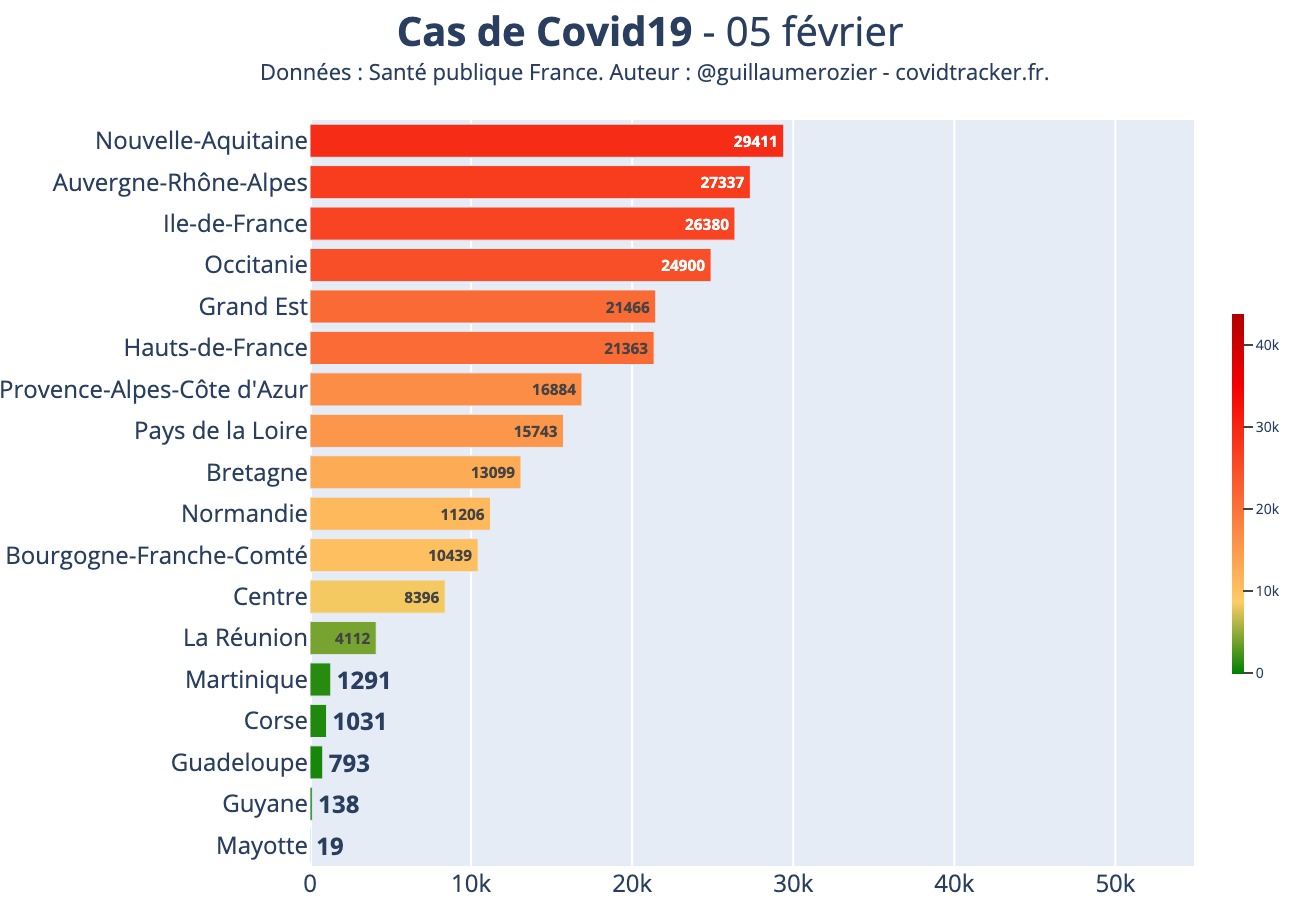 Cas de Covid19 - 05 février
Données : Santé publique France. Auteur : @guillaumerozier - covidtracker.fr.
Nouvelle-Aquitaine 29411
Auvergne-Rhône-Alpes 27337
Ile-de-France 26380
Occitanie 24900
Grand Est 21466
Hauts-de-France 21363
Provence-Alpes-Côte d'Azur 16884
Pays de la Loire 15743
Bretagne 13099
Normandie 11206
Bourgogne-Franche-Comté 10439
Centre 8396
La Réunion 4112
Martinique 1291
Corse 1031
Guadeloupe 793
Guyane 138
Mayotte 19
0 10k 20k 30k 40k 50k
40k
30k
20k
10k
0